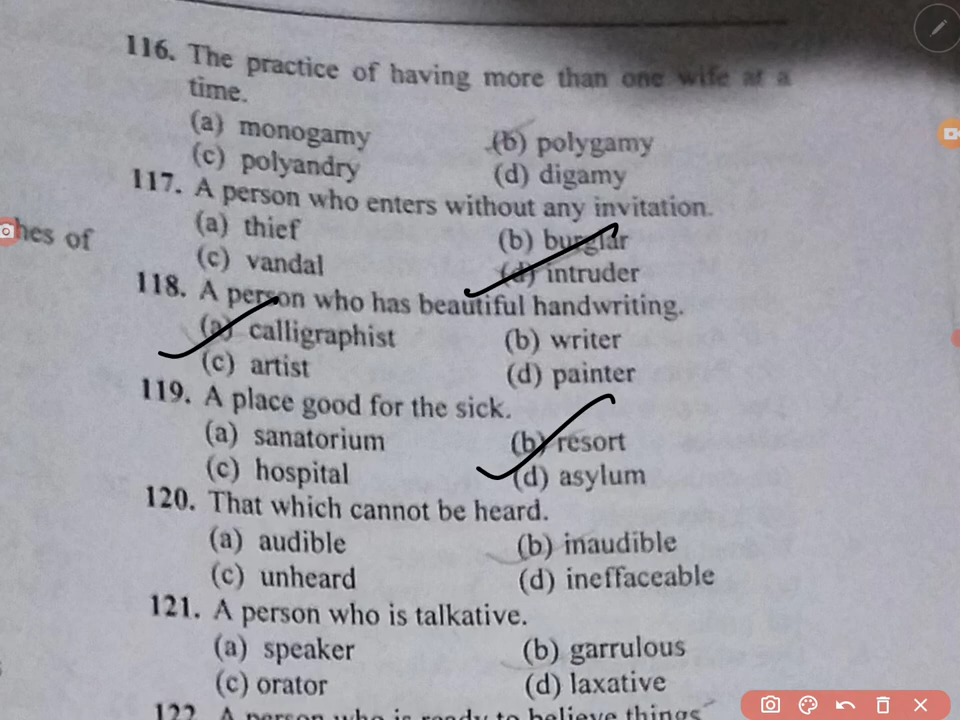 116. The practice of having more than one wife at a
time.
(a) monogamy (b) polygamy
(c) polyandry (d) digamy
117. A person who enters without any invitation.
(a) thief (b) burglar
(c) vandal (d) intruder
hes of
118. A person who has beautiful handwriting.
(a) calligraphist (b) writer
(c) artist (d) painter
119. A place good for the sick.
(a) sanatorium (b) resort
(c) hospital (d) asylum
120. That which cannot be heard.
(a) audible (b) inaudible
(c) unheard (d) ineffaceable
121. A person who is talkative.
(a) speaker (b) garrulous
(c) orator (d) laxative
122. A person who is ready to believe things